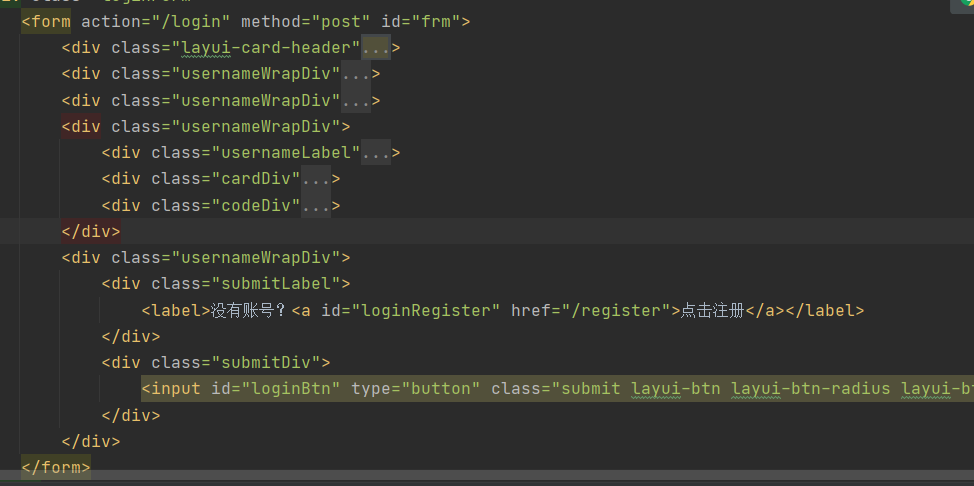 <form action="/login" method="post" id="frm">
<div class="layui-card-header"...>
<div class="usernameWrapDiv"...>
<div class="usernameWrapDiv"...>
<div class="usernameWrapDiv">
<div class="usernameLabel"...>
<div class="cardDiv"...>
<div class="codeDiv"...>
</div>
<div class="usernameWrapDiv">
<div class="submitLabel">
<label>没有账号？<a id="loginRegister" href="/register">点击注册</a></label>
</div>
<div class="submitDiv">
<input id="loginBtn" type="button" class="submit layui-btn layui-btn-radius layui-bt
</div>
</div>
</form>